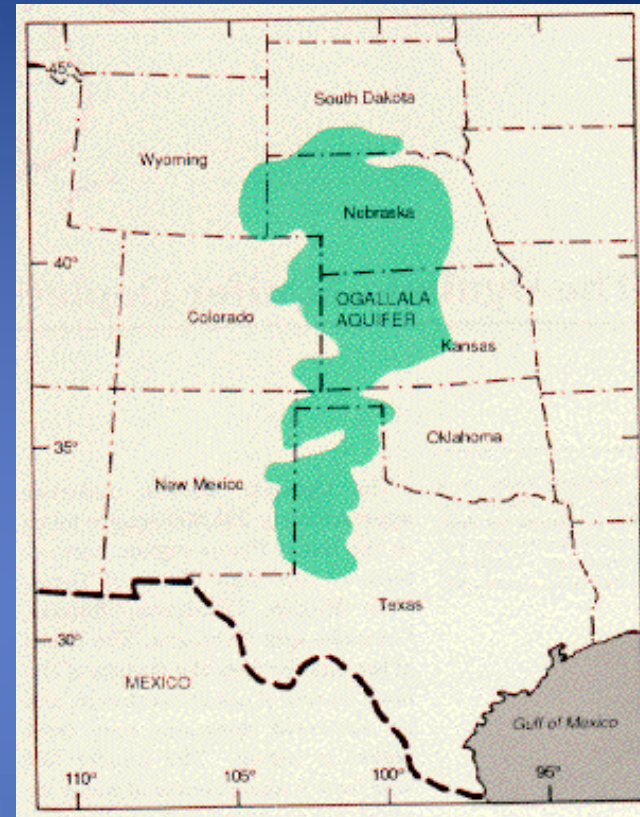 45°
South Dakota
Wyoming
Nebraska
40°
OGALLALA
AQUIFER
Colorado
Kansas
35°
Oklahoma
New Mexico
Texas
30°
MEXICO
Gulf of Mexico
110°
105°
100°
95°